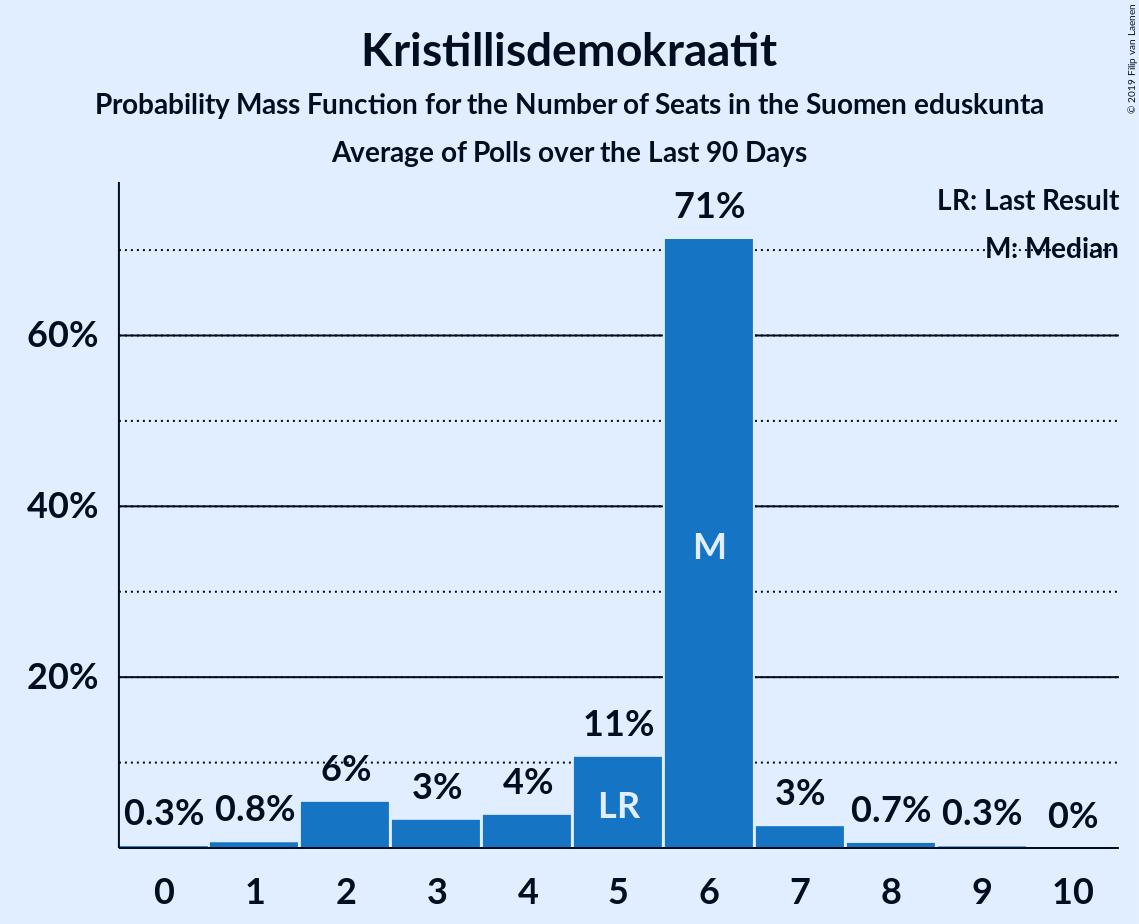 Kristillisdemokraatit
Probability Mass Function for the Number of Seats in the Suomen eduskunta
Average of Polls over the Last 90 Days
© 2019 Filip van Laenen
LR: Last Result
M: Median
60%
40%
20%
0.3%
0.8%
6%
3%
4%
11%
71%
3%
0.7%
0.3%
0%
LR
M
0 1 2 3 4 5 6 7 8 9 10